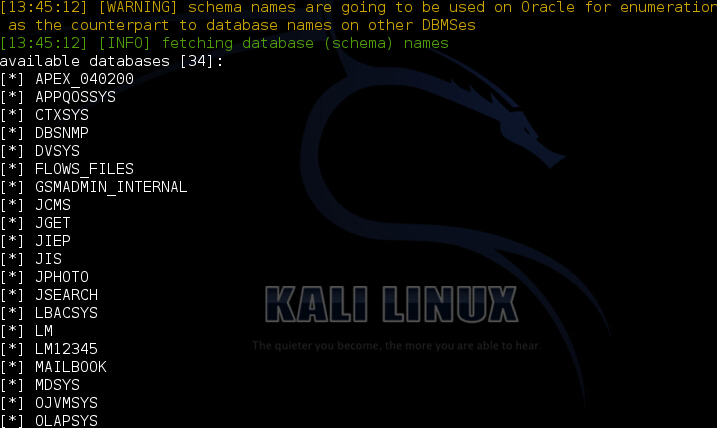 [13:45:12] [WARNING] schema names are going to be used on Oracle for enumeration
as the counterpart to database names on other DBMSes
[13:45:12] [INFO] fetching database (schema) names
available databases [34]:
[*] APEX_040200
[*] APPQOSSYS
[*] CTXSYS
[*] DBSNMP
[*] DVSYS
[*] FLOWS_FILES
[*] GSMADMIN_INTERNAL
[*] JCMS
[*] JGET
[*] JIEP
[*] JIS
[*] JPHOTO
[*] JSEARCH
[*] LBACSYS
[*] LM
[*] LM12345
[*] MAILBOOK
[*] MDSYS
[*] OJVMSYS
[*] OLAPSYS
KALI LINUX
The quieter you become, the more you are able to hear.